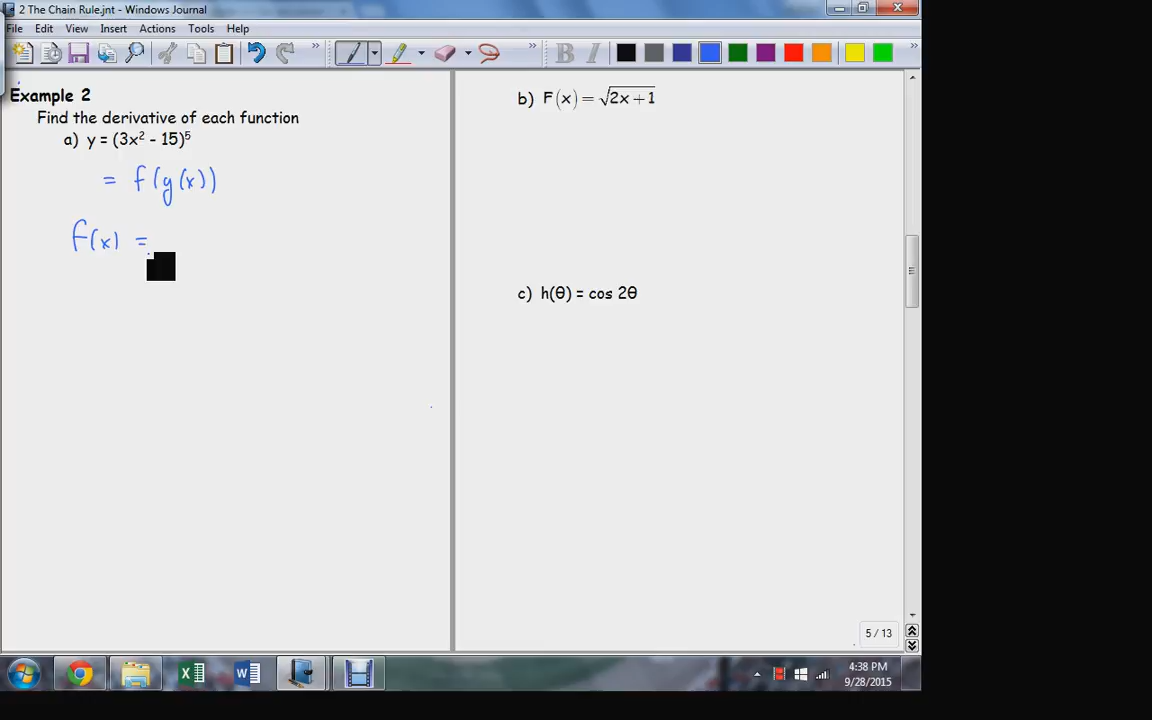 2 The Chain Rule.jnt - Windows Journal
File Edit View Insert Actions Tools Help
Example 2
Find the derivative of each function
a) y = (3x² - 15)⁵
= f(g(x))
f(x) =
b) F(x) = √(2x + 1)
c) h(θ) = cos 2θ
5 / 13
4:38 PM
9/28/2015